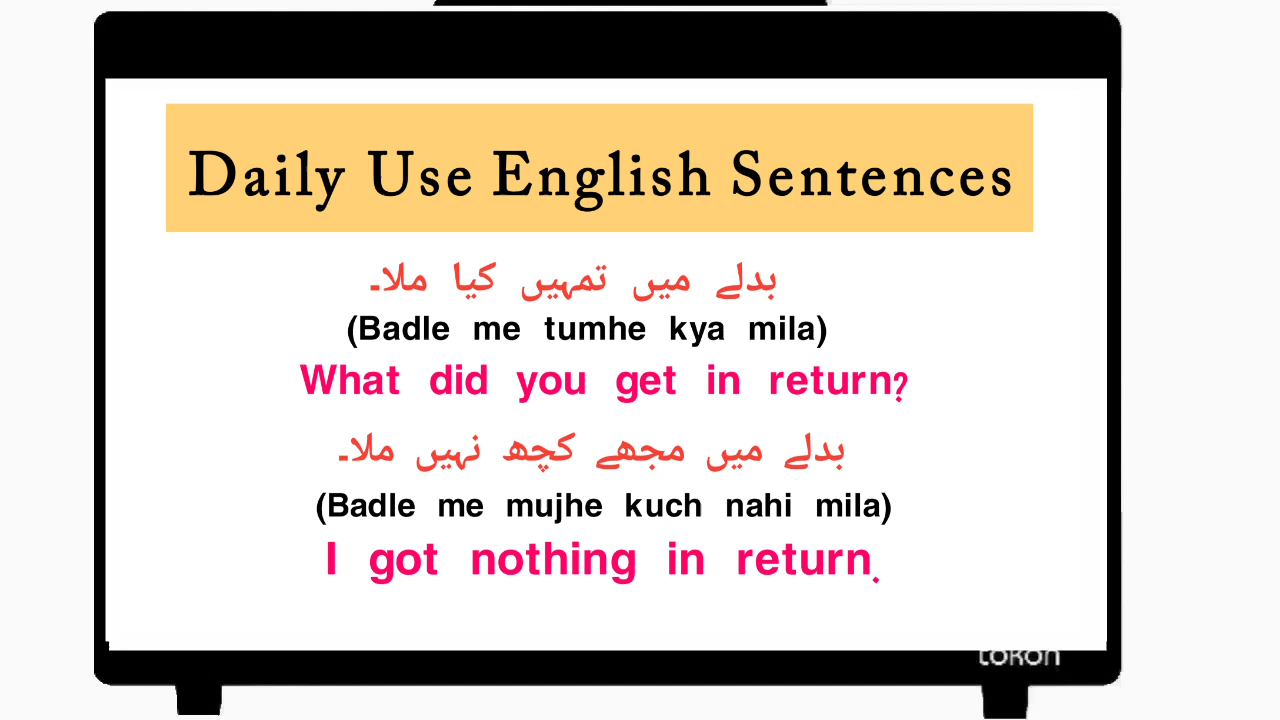 Daily Use English Sentences
بدلے میں تمہیں کیا ملا۔
(Badle me tumhe kya mila)
What did you get in return?
بدلے میں مجھے کچھ نہیں ملا۔
(Badle me mujhe kuch nahi mila)
I got nothing in return.